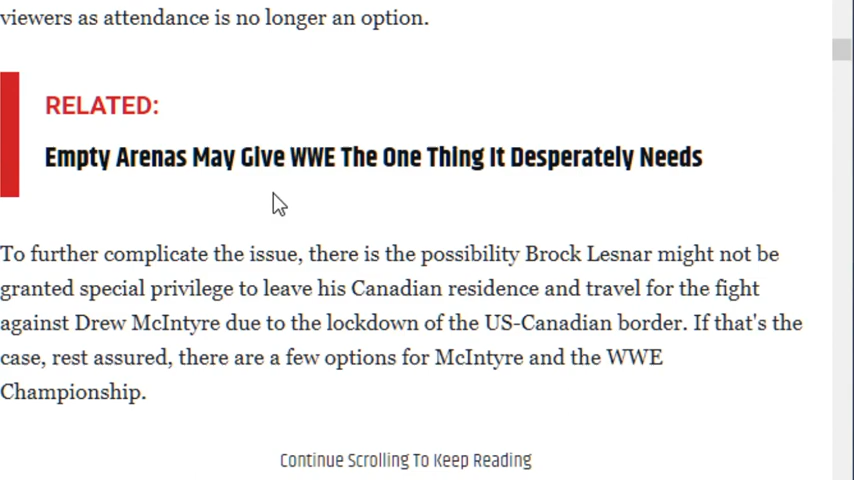 viewers as attendance is no longer an option.
RELATED:
Empty Arenas May Give WWE The One Thing It Desperately Needs
To further complicate the issue, there is the possibility Brock Lesnar might not be
granted special privilege to leave his Canadian residence and travel for the fight
against Drew McIntyre due to the lockdown of the US-Canadian border. If that's the
case, rest assured, there are a few options for McIntyre and the WWE
Championship.
Continue Scrolling To Keep Reading